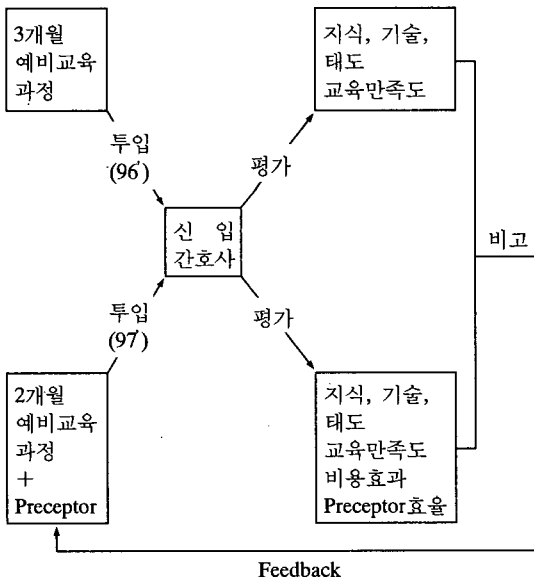 3개월
예비교육
과정
지식, 기술,
태도
교육만족도
투입
(96')
평가
신 입
간호사
비고
투입
(97')
평가
2개월
예비교육
과정
+
Preceptor
지식, 기술,
태도
교육만족도
비용효과
Preceptor효율
Feedback